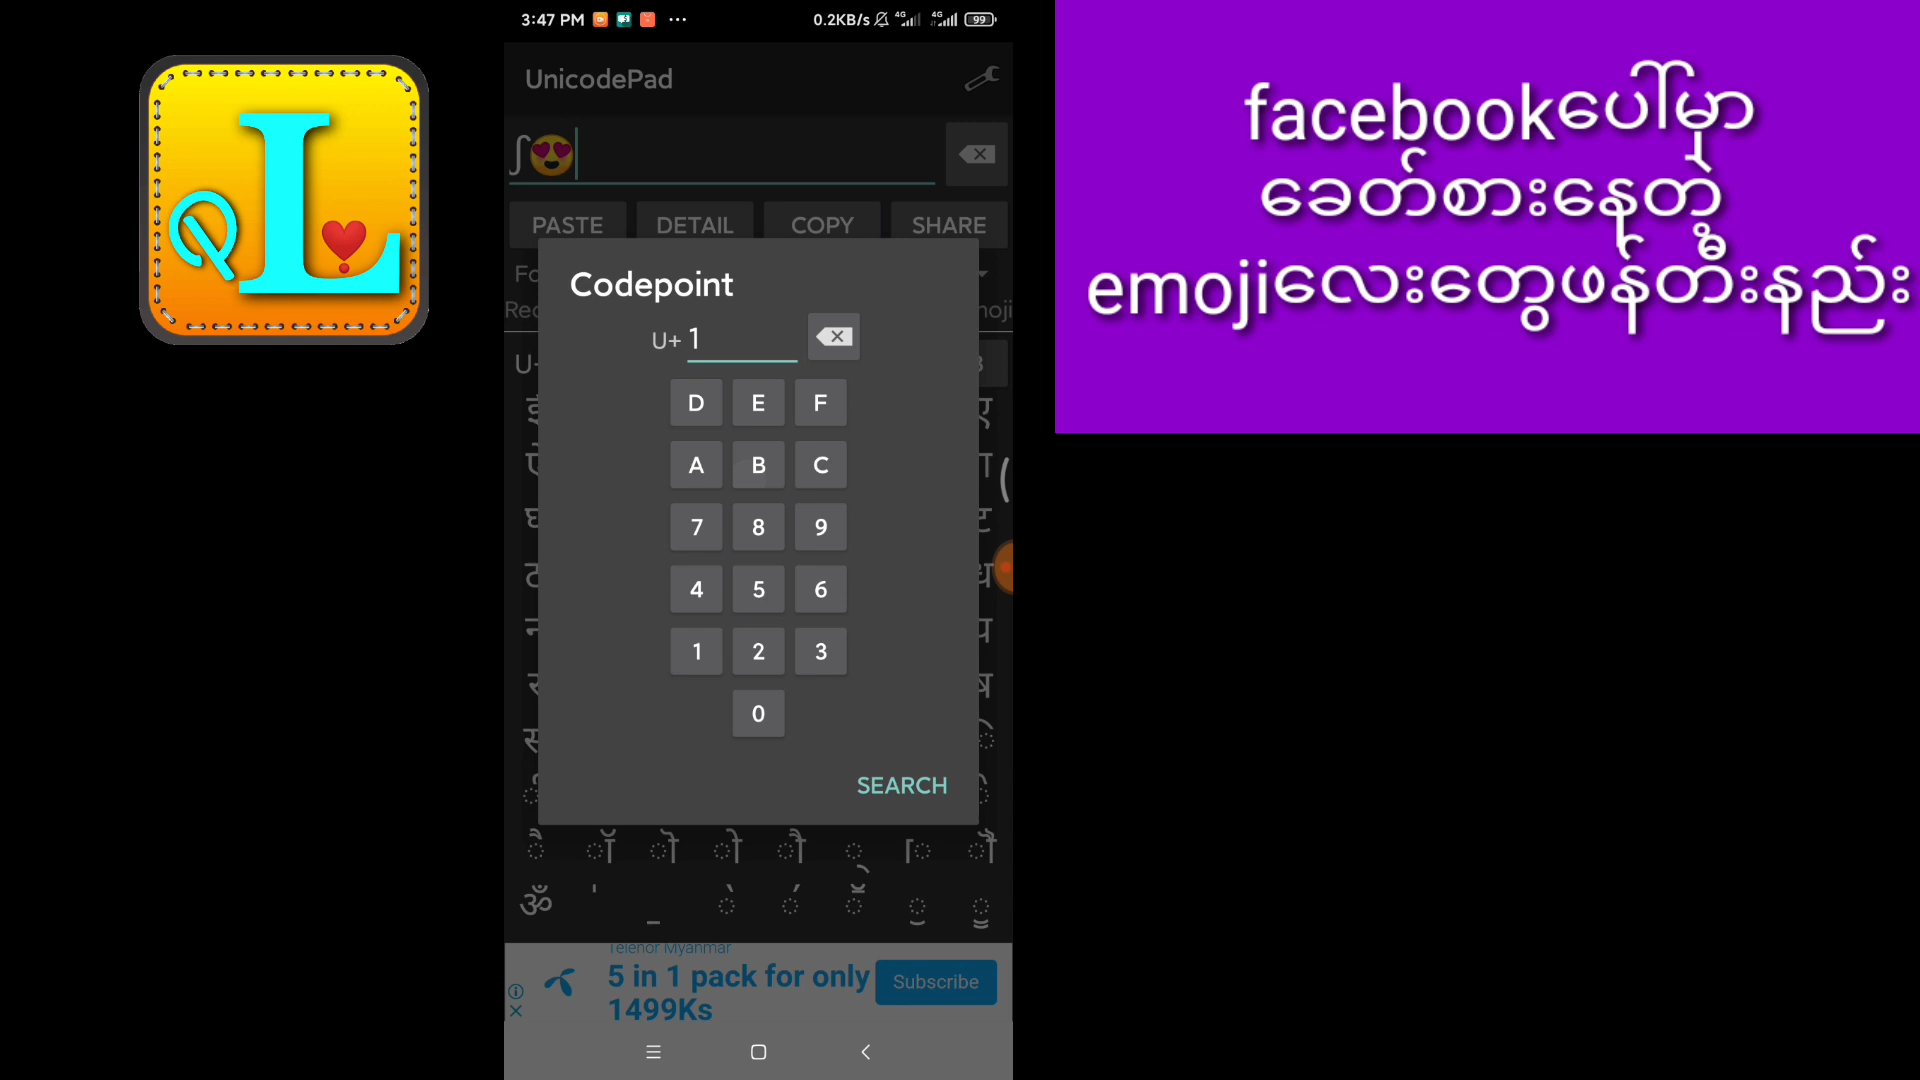 3:47 PM
0.2KB/s 4G 4G 99
UnicodePad
ʃ😍
PASTE DETAIL COPY SHARE
Codepoint
U+ 1
D E F
A B C
7 8 9
4 5 6
1 2 3
0
SEARCH
ॐ
Telenor Myanmar
5 in 1 pack for only
1499Ks
Subscribe
L
facebookပေါ်မှာ
ခေတ်စားနေတဲ့
emojiလေးတွေဖန်တီးနည်း